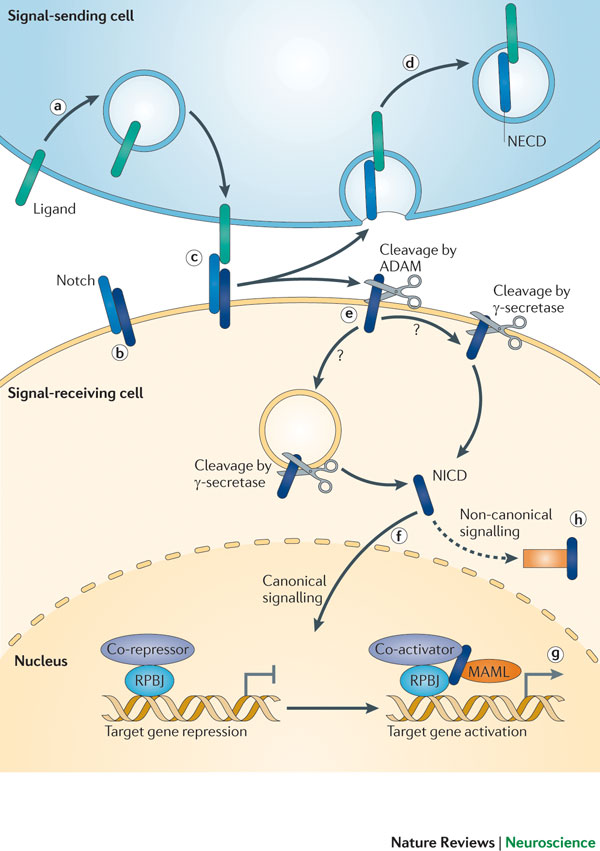 Signal-sending cell
a
d
Ligand
NECD
c
Cleavage by
ADAM
Notch
Cleavage by
γ-secretase
b
e
?
?
Signal-receiving cell
Cleavage by
γ-secretase
NICD
Non-canonical
signalling
h
f
Canonical
signalling
Nucleus
Co-repressor
RPBJ
Co-activator
RPBJ
MAML
g
Target gene repression
Target gene activation
Nature Reviews | Neuroscience